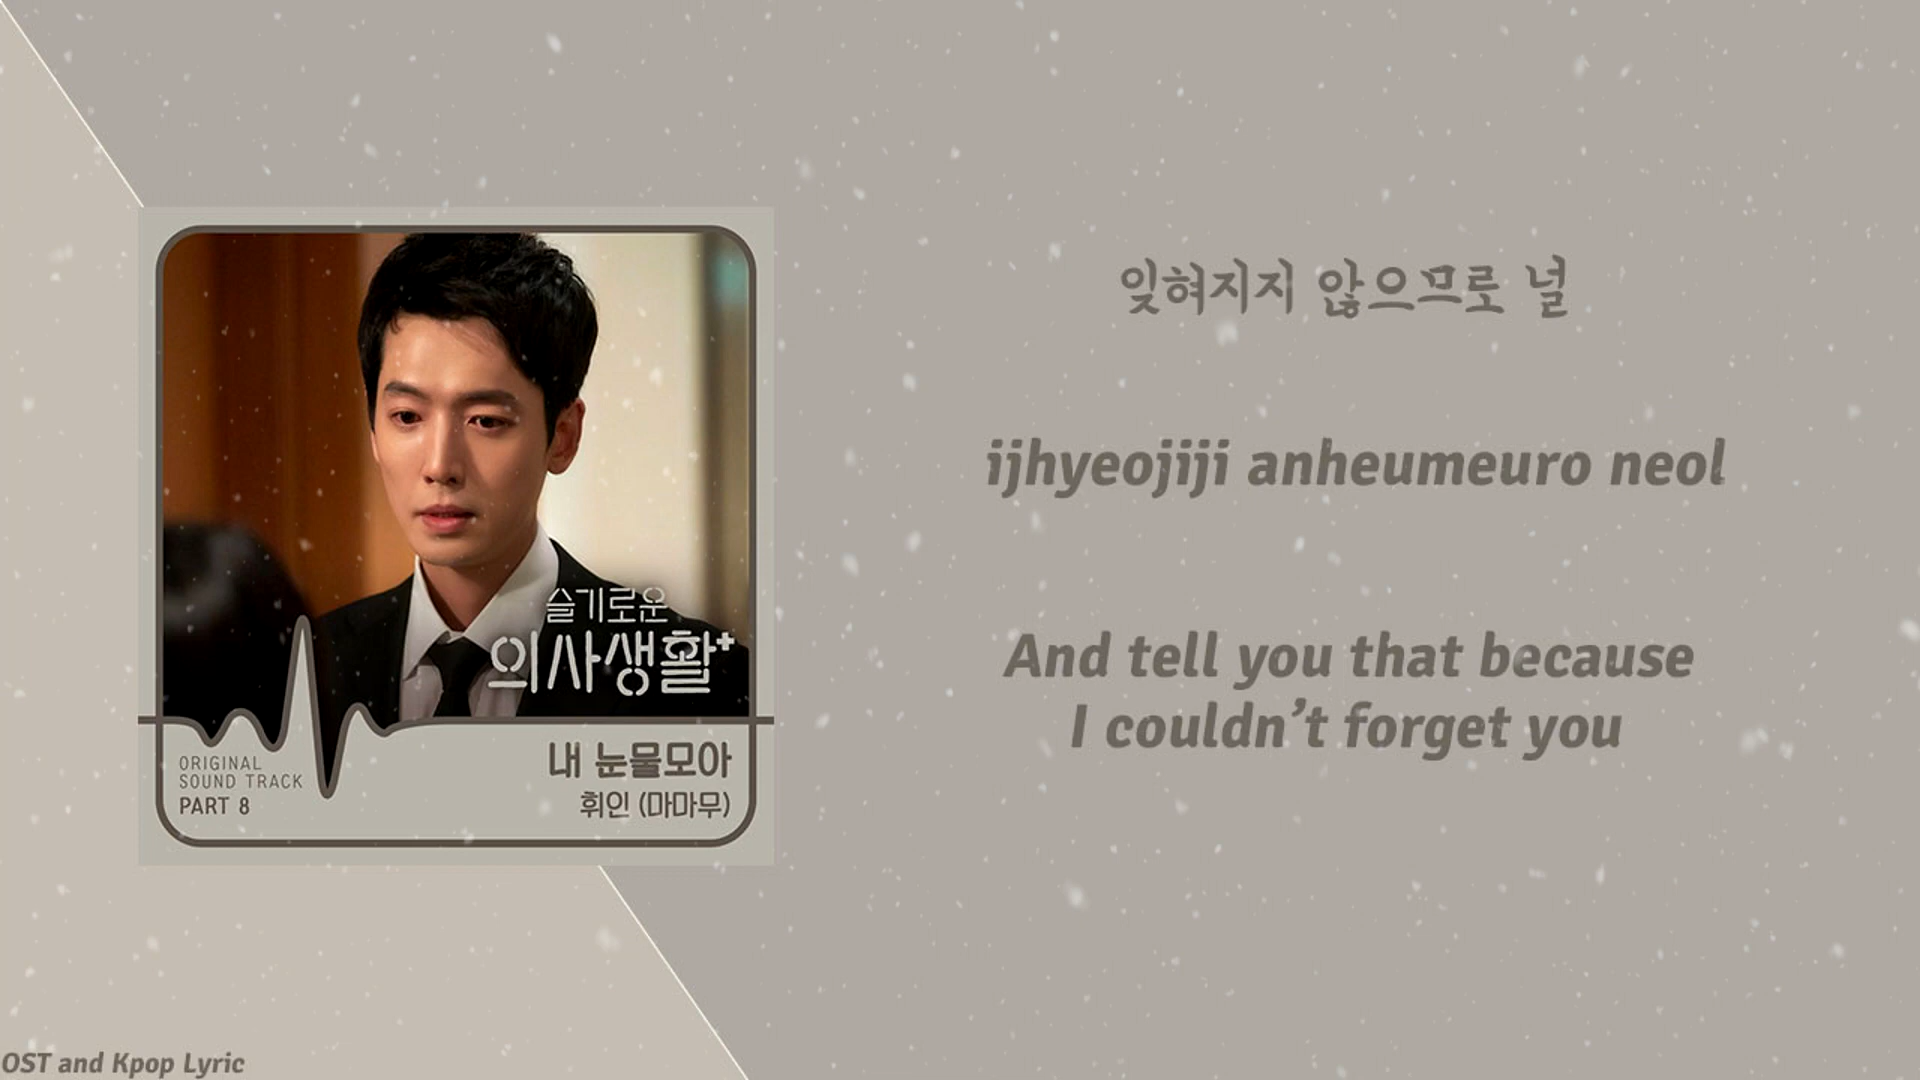 잊혀지지 않으므로 널
ijhyeojiji anheumeuro neol
And tell you that because
I couldn't forget you
슬기로운
의사생활+
ORIGINAL
SOUND TRACK
PART 8
내 눈물모아
휘인 (마마무)
OST and Kpop Lyric